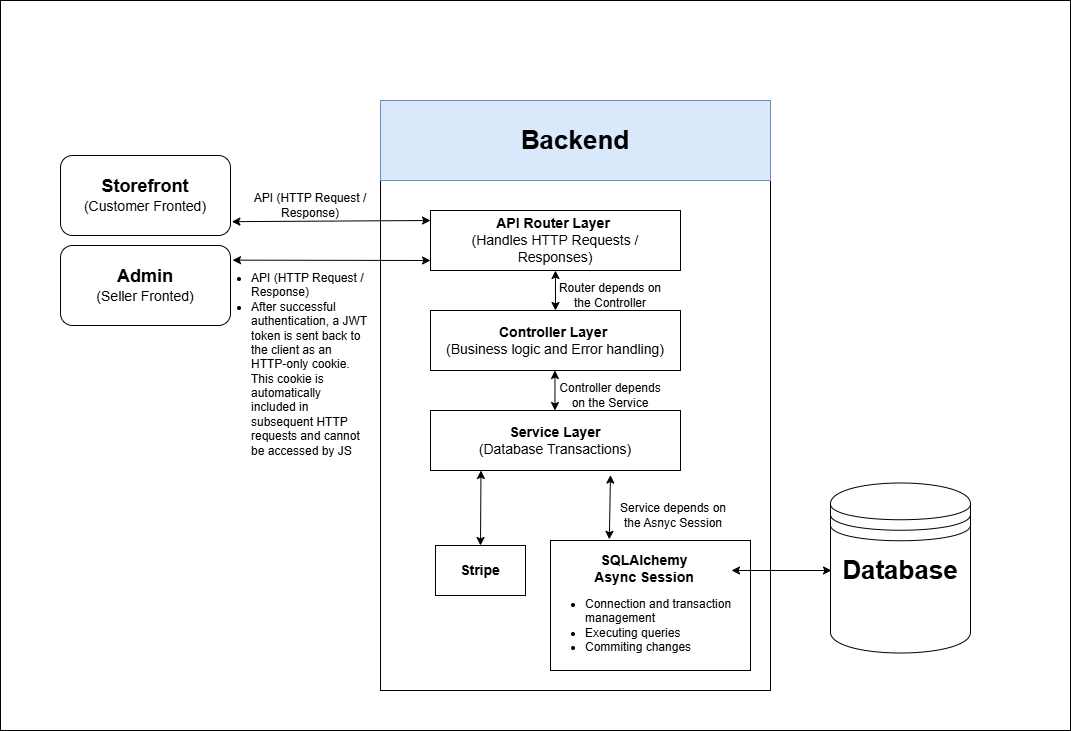 Backend
Storefront
(Customer Fronted)
API (HTTP Request /
Response)
Admin
(Seller Fronted)
API (HTTP Request /
Response)
After successful
authentication, a JWT
token is sent back to
the client as an
HTTP-only cookie.
This cookie is
automatically
included in
subsequent HTTP
requests and cannot
be accessed by JS
API Router Layer
(Handles HTTP Requests /
Responses)
Router depends on
the Controller
Controller Layer
(Business logic and Error handling)
Controller depends
on the Service
Service Layer
(Database Transactions)
Service depends on
the Asnyc Session
Stripe
SQLAlchemy
Async Session
Connection and transaction
management
Executing queries
Commiting changes
Database